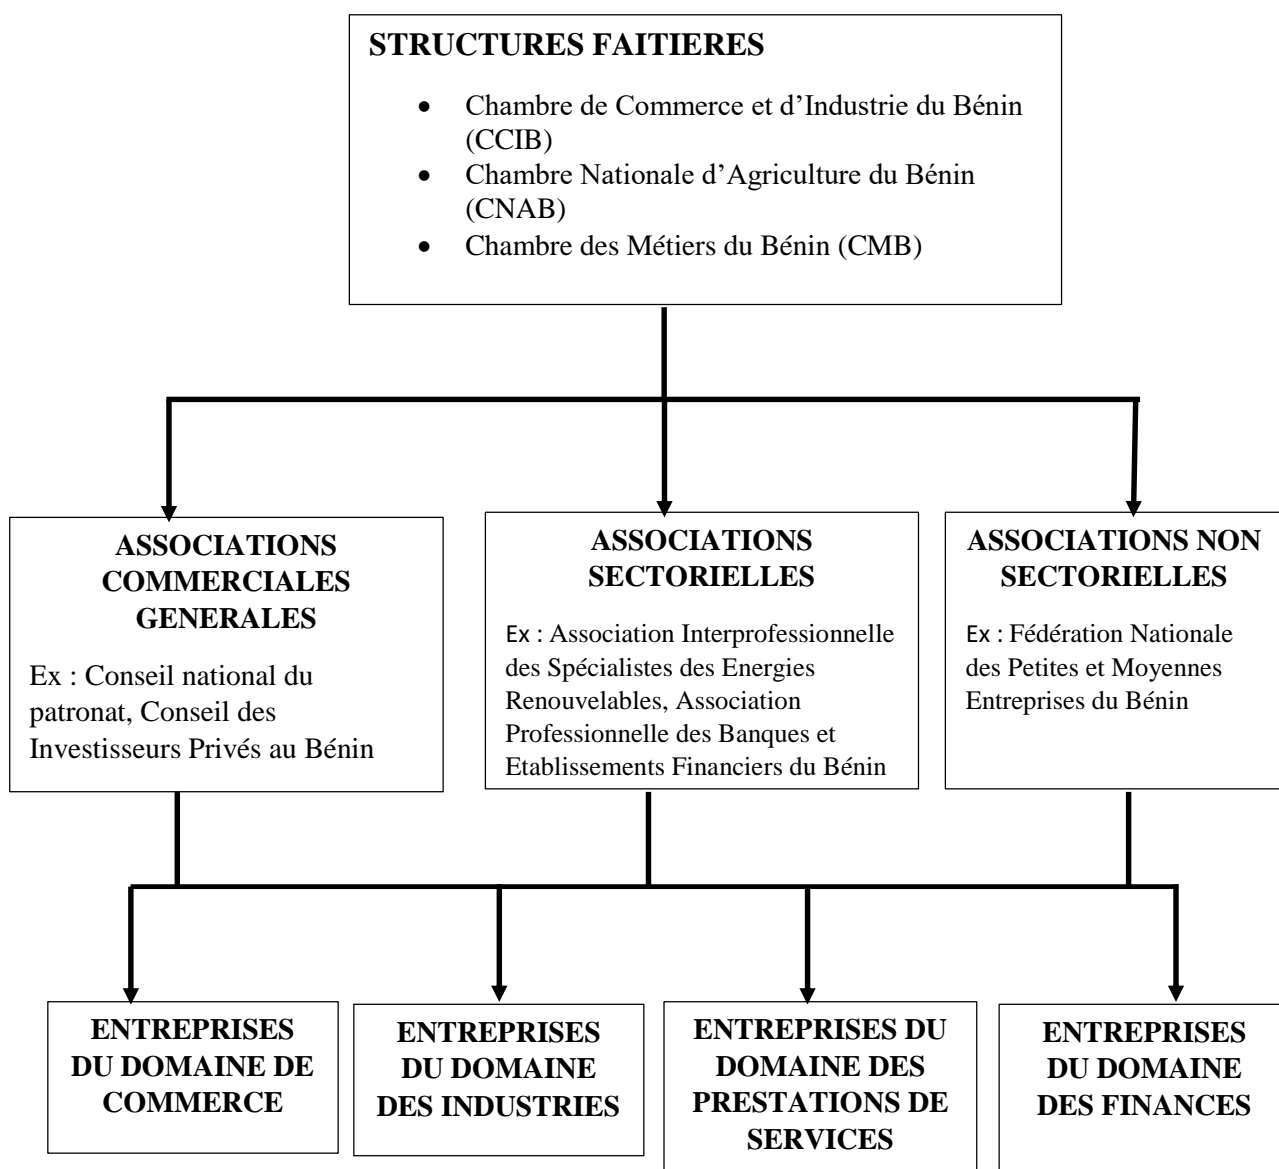 STRUCTURES FAITIERES
• Chambre de Commerce et d’Industrie du Bénin
(CCIB)
• Chambre Nationale d’Agriculture du Bénin
(CNAB)
• Chambre des Métiers du Bénin (CMB)
ASSOCIATIONS
COMMERCIALES
GENERALES
Ex : Conseil national du
patronat, Conseil des
Investisseurs Privés au Bénin
ASSOCIATIONS
SECTORIELLES
Ex : Association Interprofessionnelle
des Spécialistes des Energies
Renouvelables, Association
Professionnelle des Banques et
Etablissements Financiers du Bénin
ASSOCIATIONS NON
SECTORIELLES
Ex : Fédération Nationale
des Petites et Moyennes
Entreprises du Bénin
ENTREPRISES
DU DOMAINE DE
COMMERCE
ENTREPRISES
DU DOMAINE
DES INDUSTRIES
ENTREPRISES DU
DOMAINE DES
PRESTATIONS DE
SERVICES
ENTREPRISES
DU DOMAINE
DES FINANCES